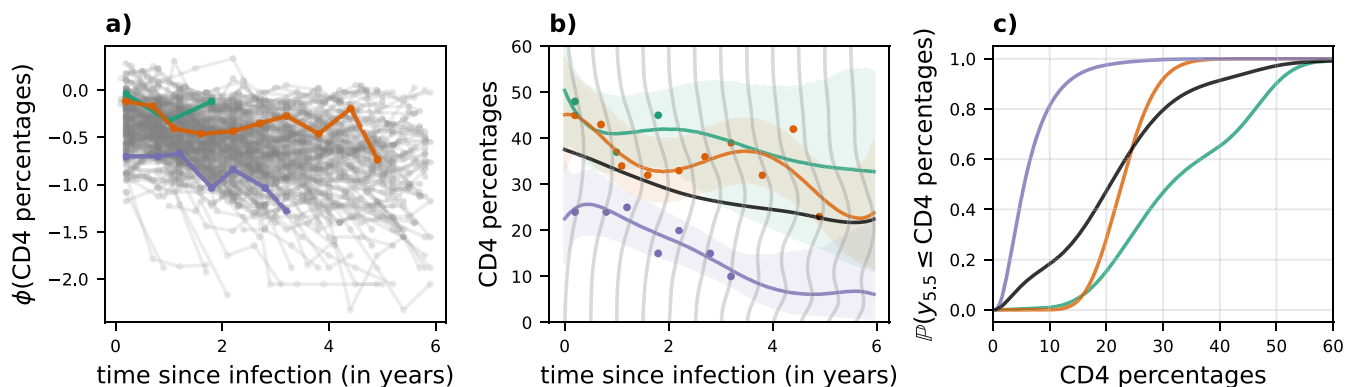 a)
ϕ(CD4 percentages)
0.0
−0.5
−1.0
−1.5
−2.0
0 2 4 6
time since infection (in years)
b)
CD4 percentages
60
50
40
30
20
10
0
0 2 4 6
time since infection (in years)
c)
ℙ(y5.5 ≤ CD4 percentages)
1.0
0.8
0.6
0.4
0.2
0.0
0 10 20 30 40 50 60
CD4 percentages